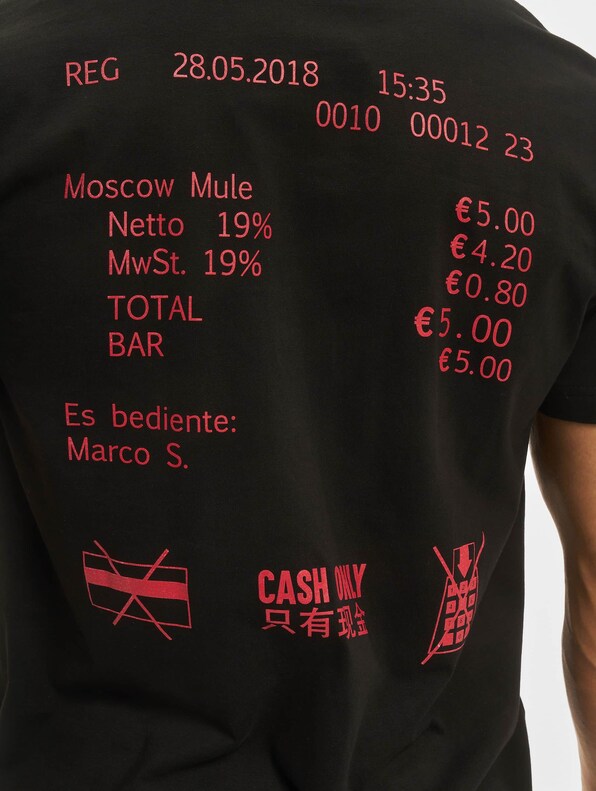 REG 28.05.2018 15:35
0010 00012 23
Moscow Mule €5.00
Netto 19% €4.20
MwSt. 19% €0.80
TOTAL €5.00
BAR €5.00
Es bediente:
Marco S.
CASH ONLY
只有现金